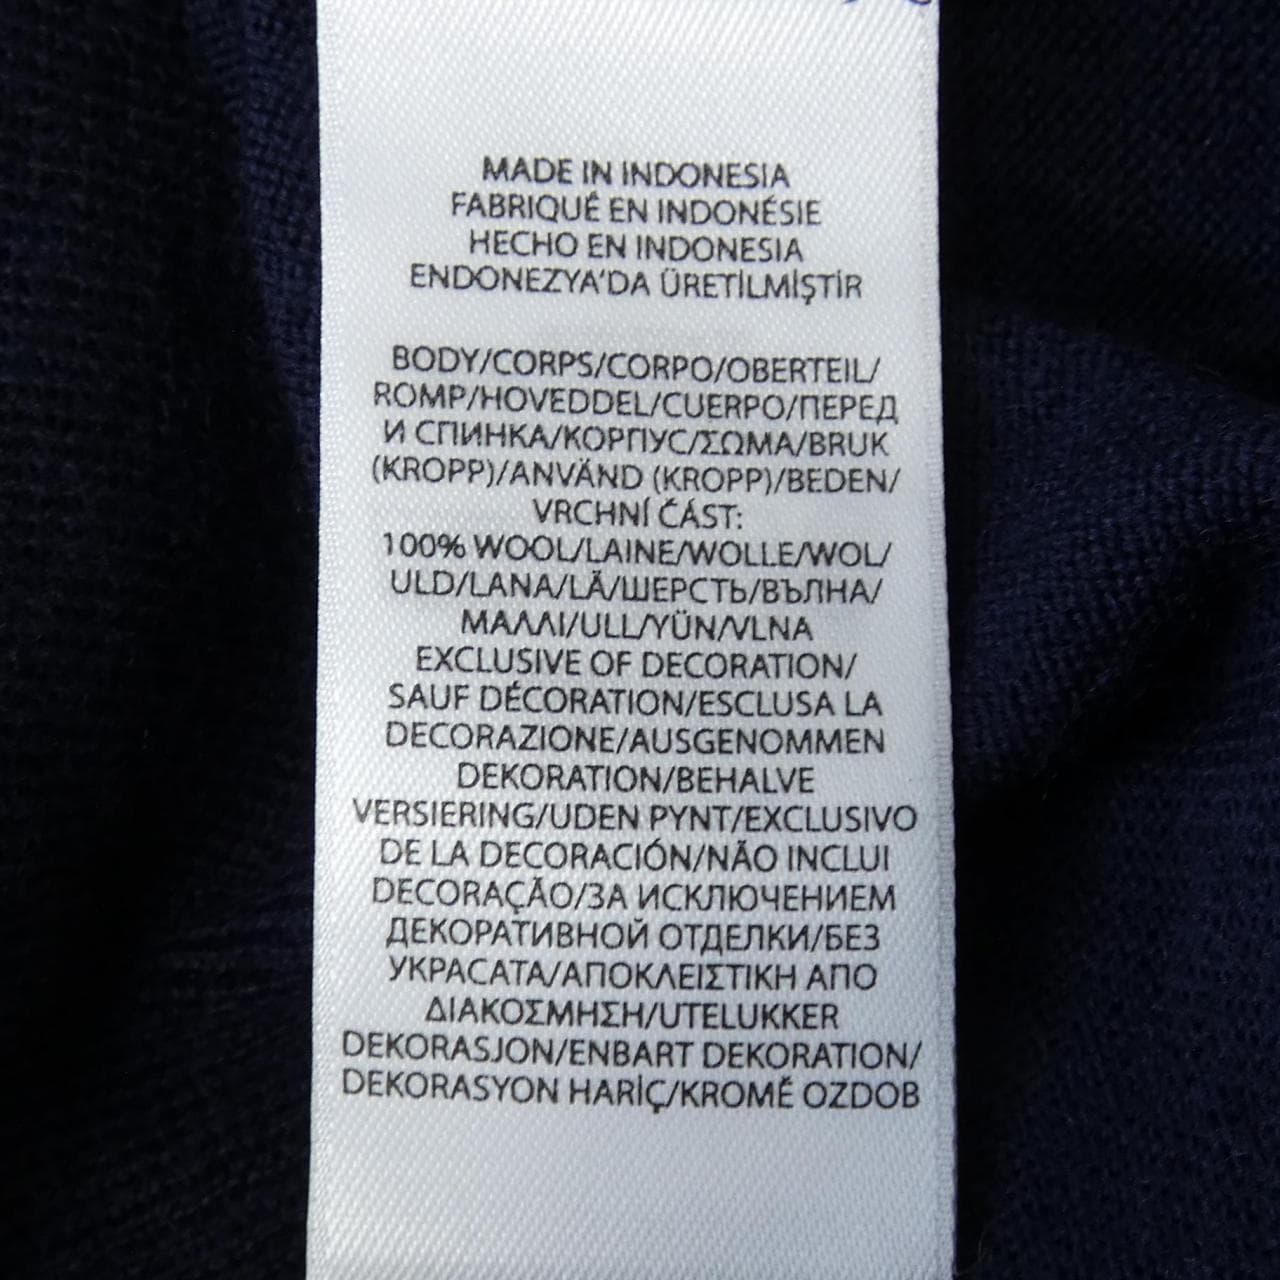 MADE IN INDONESIA
FABRIQUÉ EN INDONÉSIE
HECHO EN INDONESIA
ENDONEZYA'DA ÜRETİLMİŞTİR
BODY/CORPS/CORPO/OBERTEIL/
ROMP/HOVEDDEL/CUERPO/ПЕРЕД
И СПИНКА/КОРПУС/ΣΩΜΑ/BRUK
(KROPP)/ANVÄND (KROPP)/BEDEN/
VRCHNÍ ČÁST:
100% WOOL/LAINE/WOLLE/WOL/
ULD/LANA/LÃ/ШЕРСТЬ/ВЪЛНА/
ΜΑΛΛΙ/ULL/YÜN/VLNA
EXCLUSIVE OF DECORATION/
SAUF DÉCORATION/ESCLUSA LA
DECORAZIONE/AUSGENOMMEN
DEKORATION/BEHALVE
VERSIERING/UDEN PYNT/EXCLUSIVO
DE LA DECORACIÓN/NÃO INCLUI
DECORAÇÃO/ЗА ИСКЛЮЧЕНИЕМ
ДЕКОРАТИВНОЙ ОТДЕЛКИ/БЕЗ
УКРАСАТА/ΑΠΟΚΛΕΙΣΤΙΚΗ ΑΠΟ
ΔΙΑΚΟΣΜΗΣΗ/UTELUKKER
DEKORASJON/ENBART DEKORATION/
DEKORASYON HARİÇ/KROMĚ OZDOB